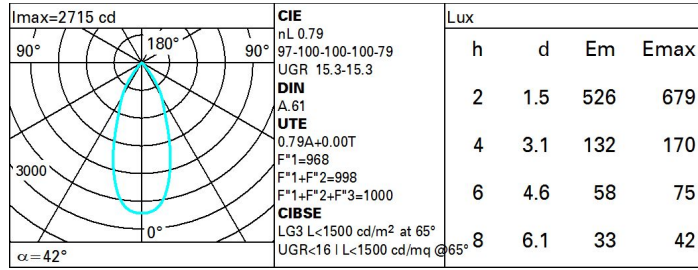 Imax=2715 cd
90° 180° 90°
3000
0°
α=42°
CIE
nL 0.79
97-100-100-100-79
UGR 15.3-15.3
DIN
A.61
UTE
0.79A+0.00T
F"1=968
F"1+F"2=998
F"1+F"2+F"3=1000
CIBSE
LG3 L<1500 cd/m² at 65°
UGR<16 | L<1500 cd/mq @65°
Lux
h d Em Emax
2 1.5 526 679
4 3.1 132 170
6 4.6 58 75
8 6.1 33 42